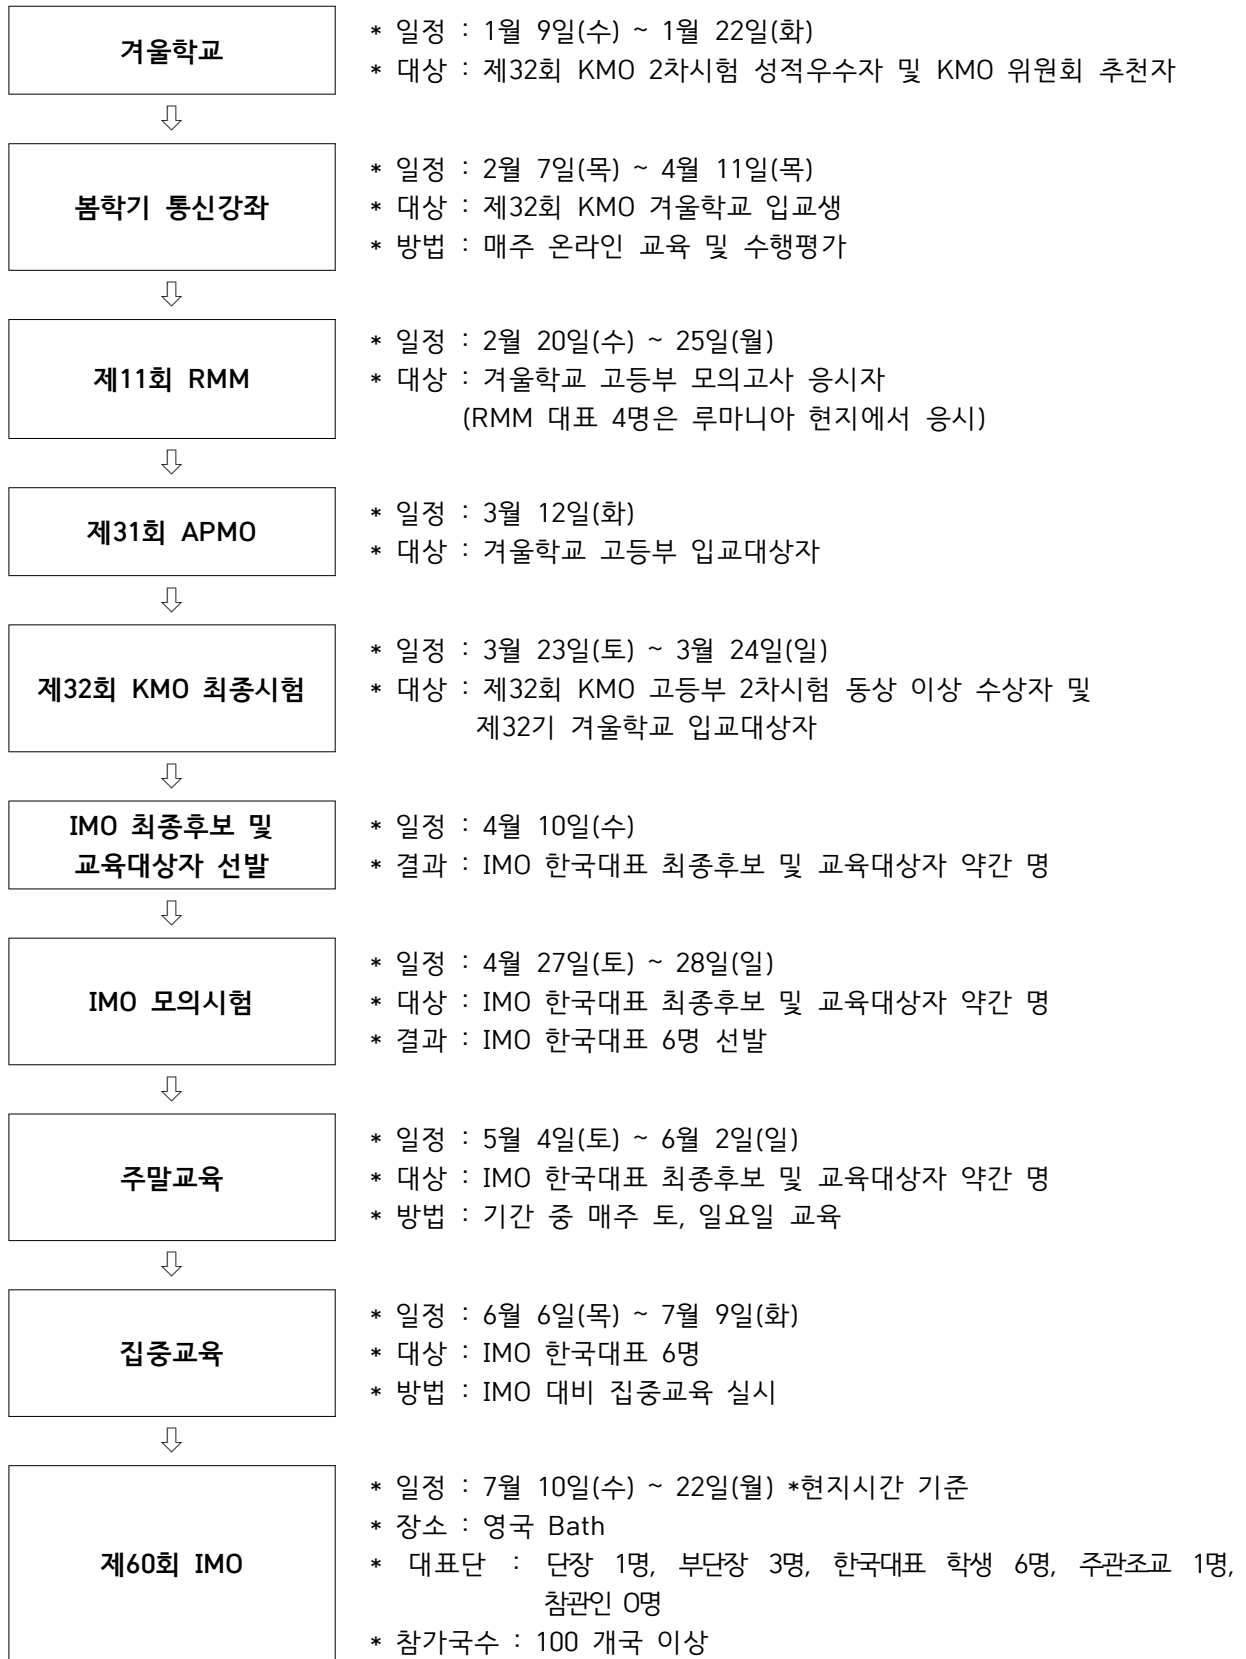 겨울학교
* 일정 : 1월 9일(수) ~ 1월 22일(화)
* 대상 : 제32회 KMO 2차시험 성적우수자 및 KMO 위원회 추천자
봄학기 통신강좌
* 일정 : 2월 7일(목) ~ 4월 11일(목)
* 대상 : 제32회 KMO 겨울학교 입교생
* 방법 : 매주 온라인 교육 및 수행평가
제11회 RMM
* 일정 : 2월 20일(수) ~ 25일(월)
* 대상 : 겨울학교 고등부 모의고사 응시자
(RMM 대표 4명은 루마니아 현지에서 응시)
제31회 APMO
* 일정 : 3월 12일(화)
* 대상 : 겨울학교 고등부 입교대상자
제32회 KMO 최종시험
* 일정 : 3월 23일(토) ~ 3월 24일(일)
* 대상 : 제32회 KMO 고등부 2차시험 동상 이상 수상자 및
제32기 겨울학교 입교대상자
IMO 최종후보 및
교육대상자 선발
* 일정 : 4월 10일(수)
* 결과 : IMO 한국대표 최종후보 및 교육대상자 약간 명
IMO 모의시험
* 일정 : 4월 27일(토) ~ 28일(일)
* 대상 : IMO 한국대표 최종후보 및 교육대상자 약간 명
* 결과 : IMO 한국대표 6명 선발
주말교육
* 일정 : 5월 4일(토) ~ 6월 2일(일)
* 대상 : IMO 한국대표 최종후보 및 교육대상자 약간 명
* 방법 : 기간 중 매주 토, 일요일 교육
집중교육
* 일정 : 6월 6일(목) ~ 7월 9일(화)
* 대상 : IMO 한국대표 6명
* 방법 : IMO 대비 집중교육 실시
제60회 IMO
* 일정 : 7월 10일(수) ~ 22일(월) *현지시간 기준
* 장소 : 영국 Bath
* 대표단 : 단장 1명, 부단장 3명, 한국대표 학생 6명, 주관조교 1명,
참관인 0명
* 참가국수 : 100 개국 이상